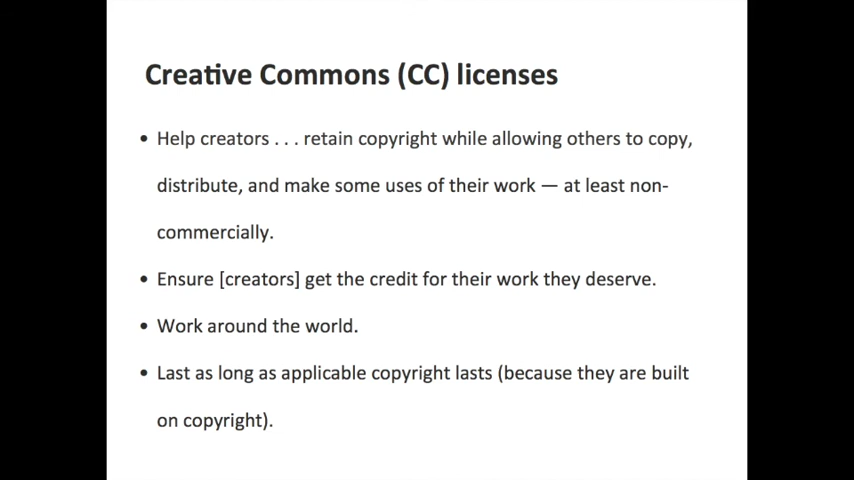 Creative Commons (CC) licenses
• Help creators . . . retain copyright while allowing others to copy,
distribute, and make some uses of their work — at least non-
commercially.
• Ensure [creators] get the credit for their work they deserve.
• Work around the world.
• Last as long as applicable copyright lasts (because they are built
on copyright).